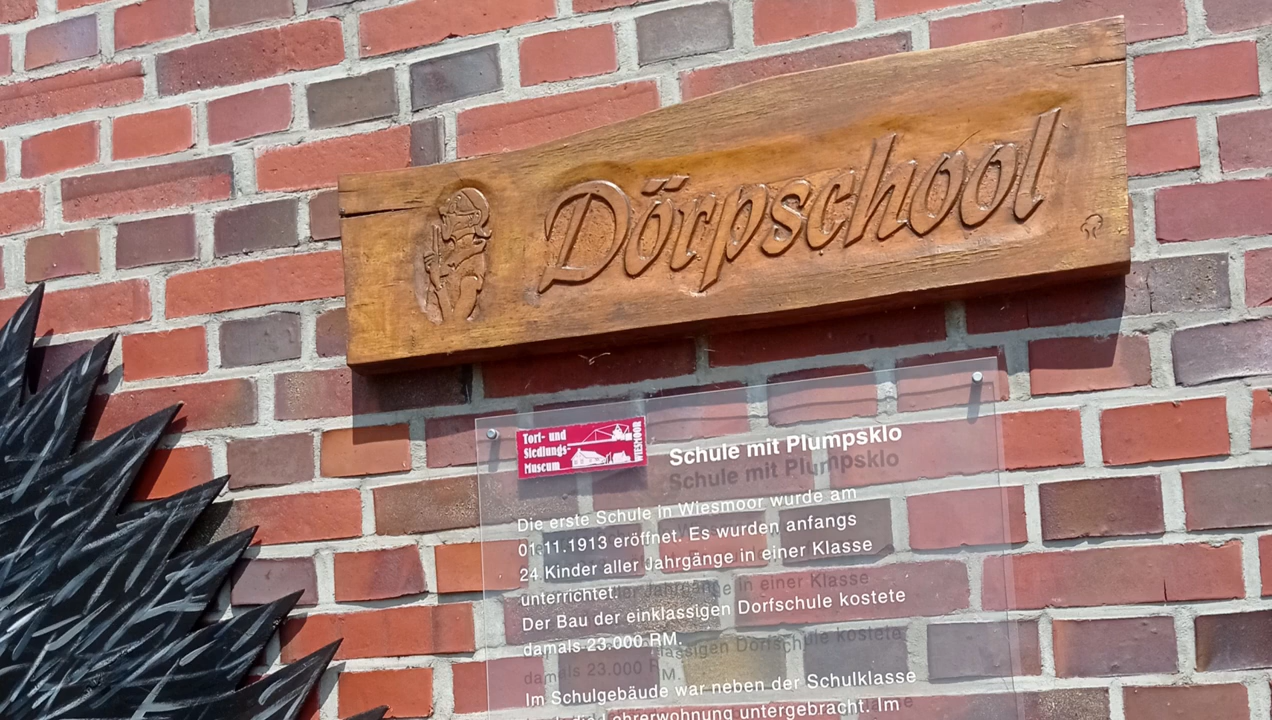 Dörpschool
Torf- und
Siedlungs-
Museum
WIESMOOR
Schule mit Plumpsklo
Die erste Schule in Wiesmoor wurde am
01.11.1913 eröffnet. Es wurden anfangs
24 Kinder aller Jahrgänge in einer Klasse
unterrichtet.
Der Bau der einklassigen Dorfschule kostete
damals 23.000 RM.
Im Schulgebäude war neben der Schulklasse
die Lehrerwohnung untergebracht. Im